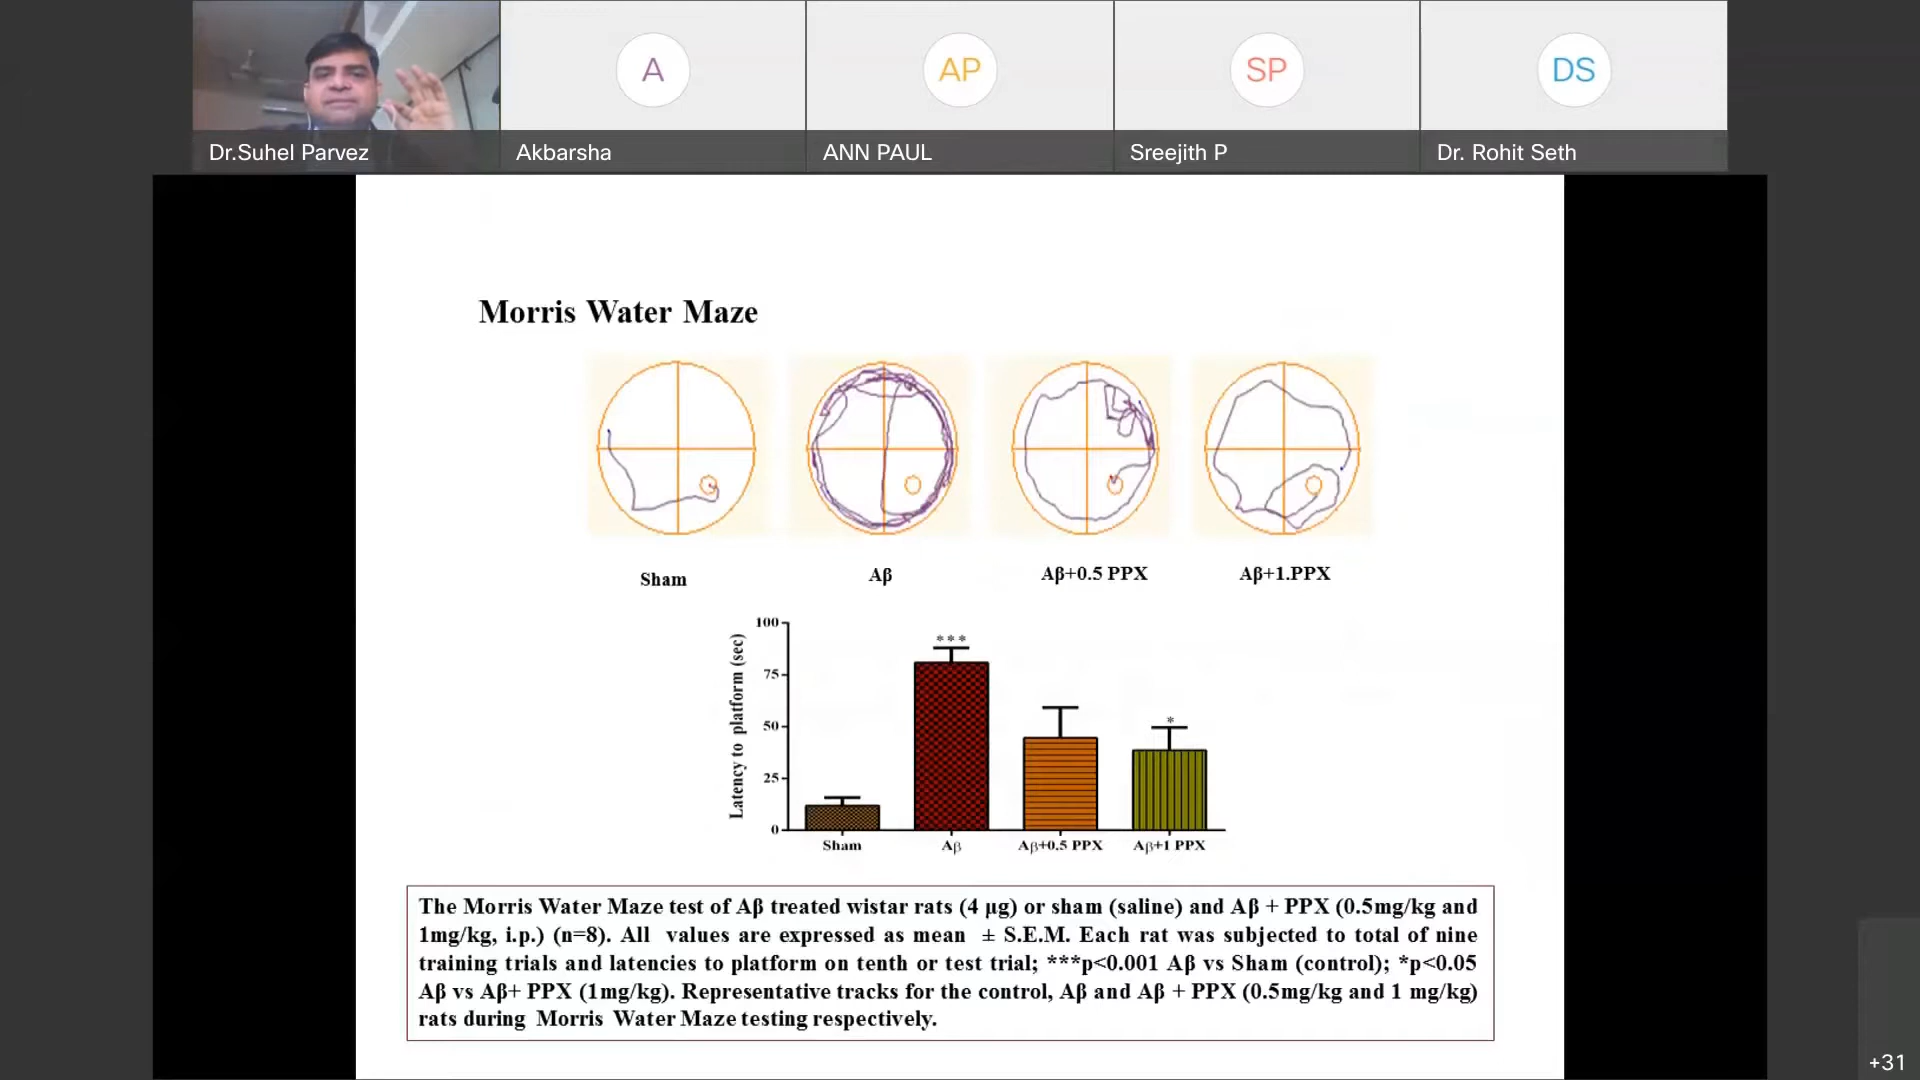 A
AP
SP
DS
Dr.Suhel Parvez
Akbarsha
ANN PAUL
Sreejith P
Dr. Rohit Seth
Morris Water Maze
Sham
Aβ
Aβ+0.5 PPX
Aβ+1.PPX
100
75
50
25
0
Latency to platform (sec)
***
*
Sham
Aβ
Aβ+0.5 PPX
Aβ+1 PPX
The Morris Water Maze test of Aβ treated wistar rats (4 µg) or sham (saline) and Aβ + PPX (0.5mg/kg and
1mg/kg, i.p.) (n=8). All values are expressed as mean ± S.E.M. Each rat was subjected to total of nine
training trials and latencies to platform on tenth or test trial; ***p<0.001 Aβ vs Sham (control); *p<0.05
Aβ vs Aβ+ PPX (1mg/kg). Representative tracks for the control, Aβ and Aβ + PPX (0.5mg/kg and 1 mg/kg)
rats during Morris Water Maze testing respectively.
+31